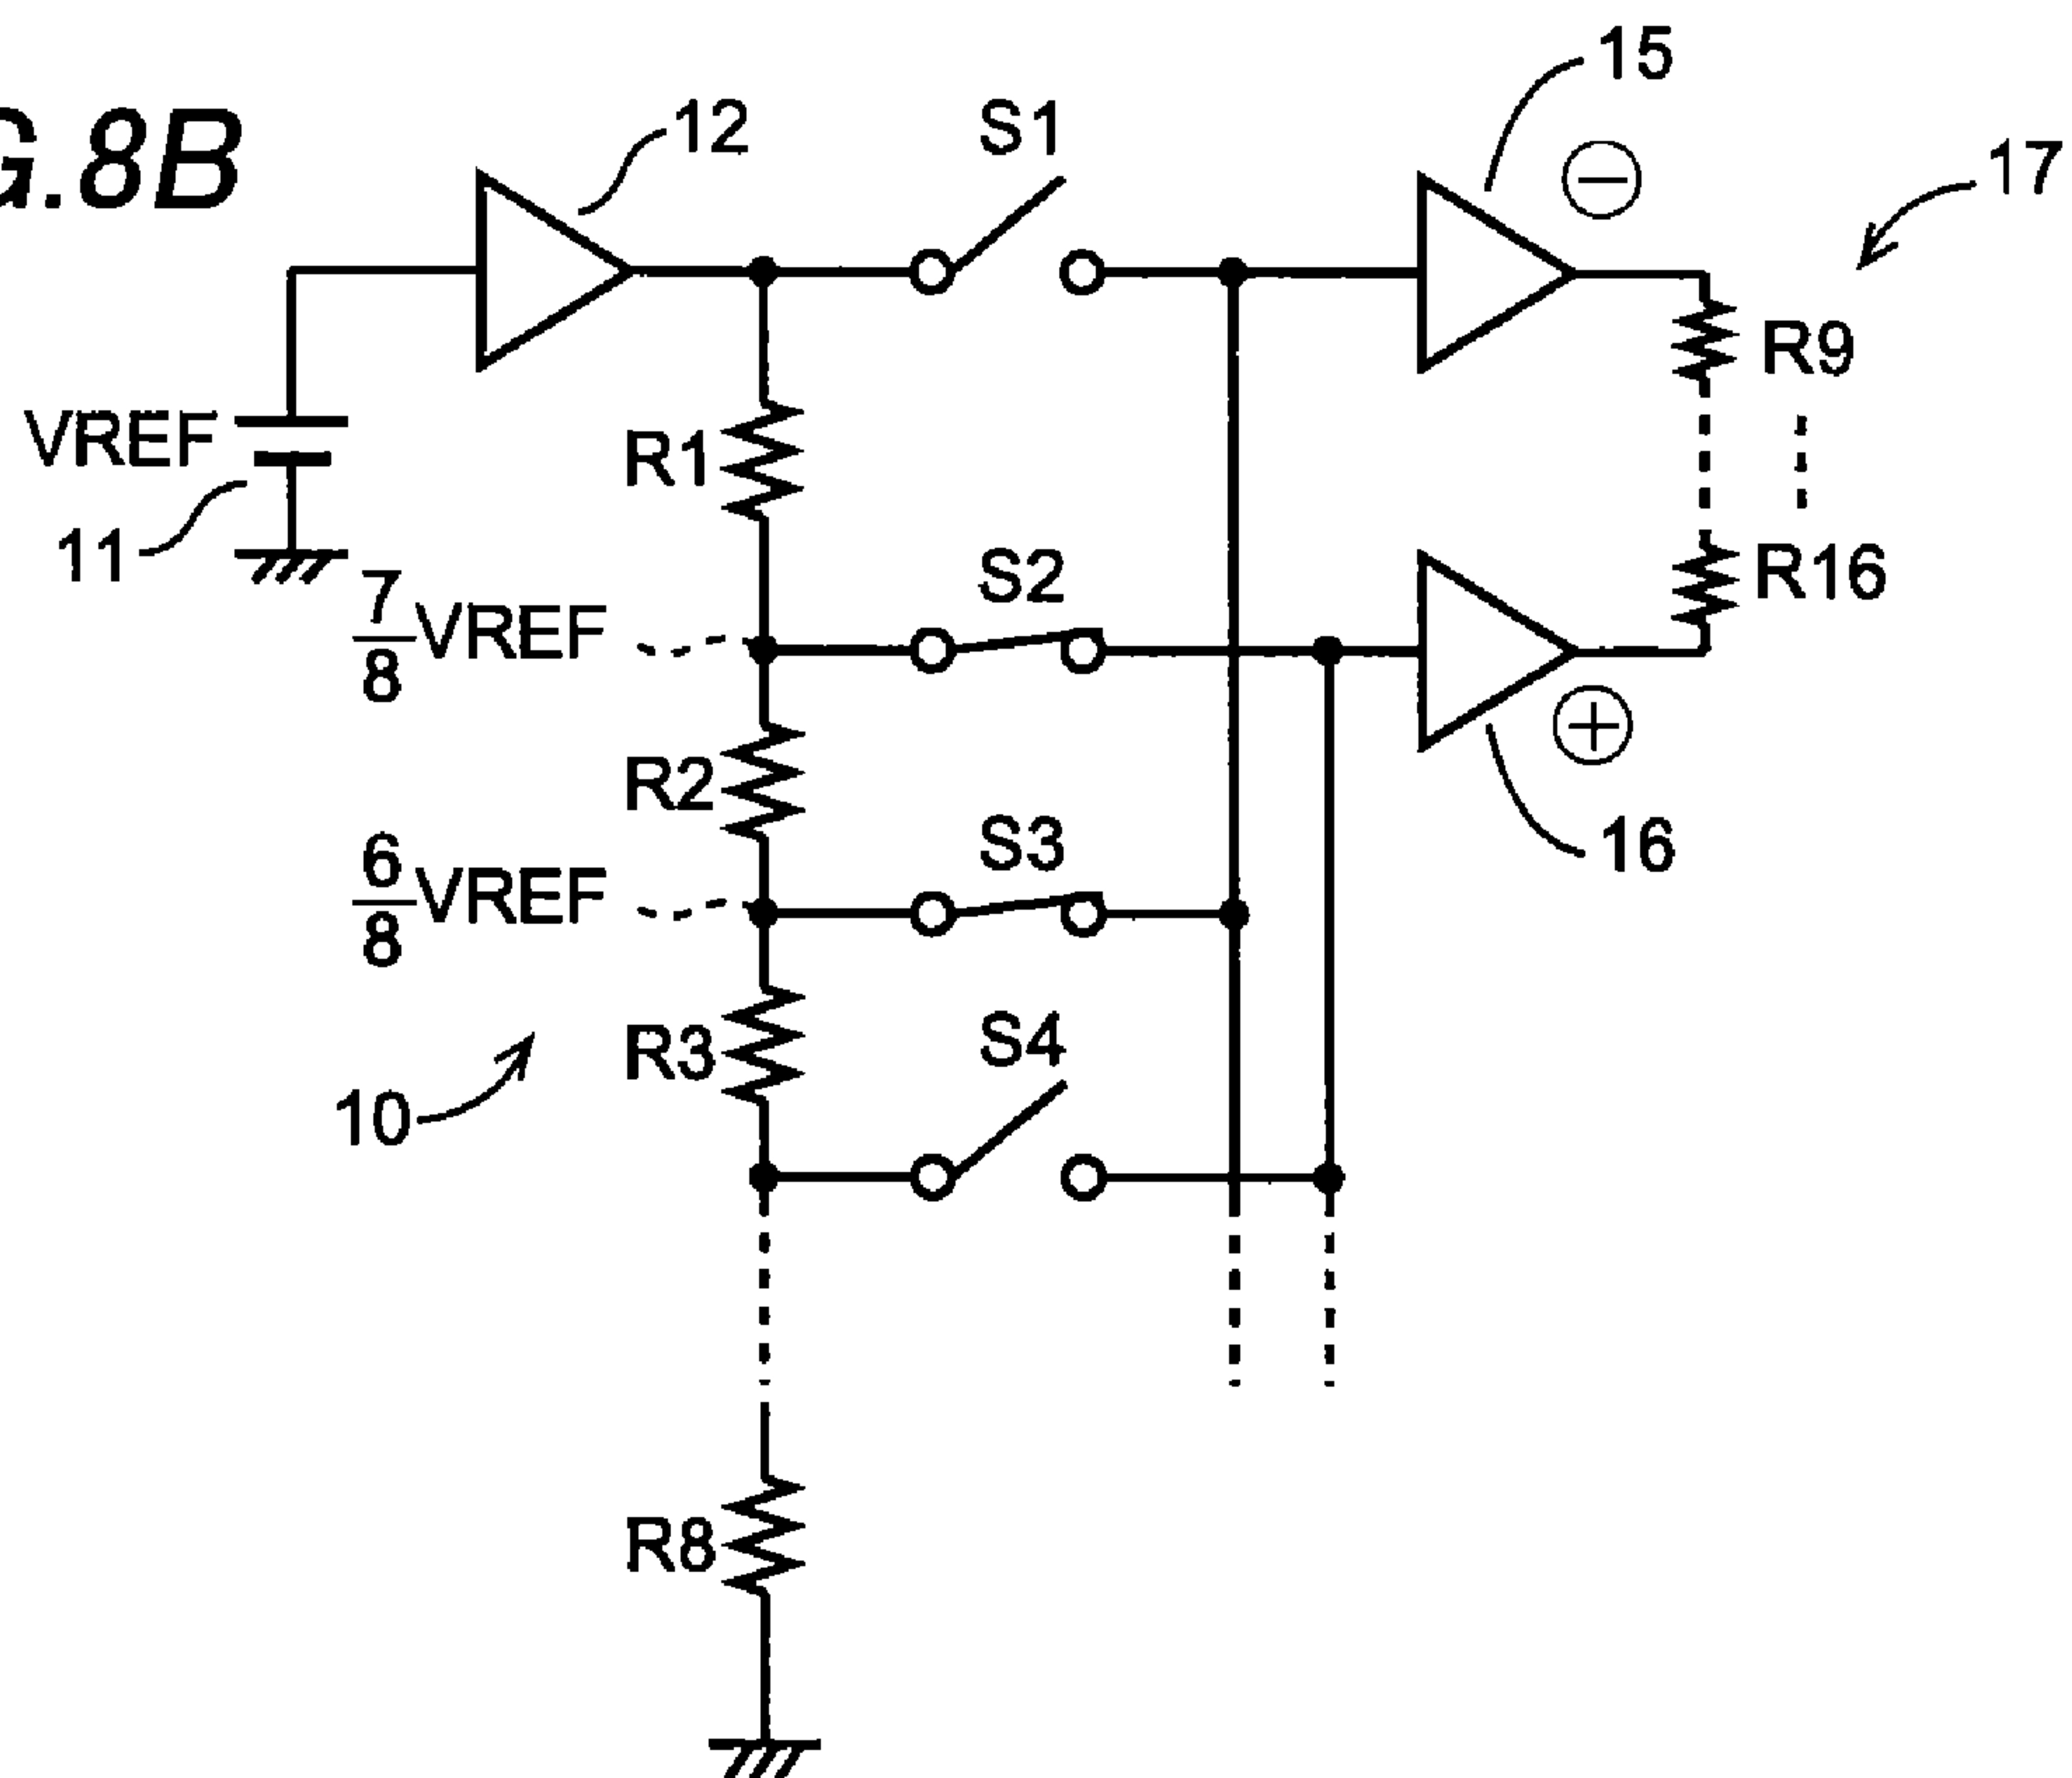 G.8B
12
S1
15
17
⊖
R9
VREF
R1
11
S2
R16
7/8 VREF
⊕
R2
S3
16
6/8 VREF
R3
S4
10
R8